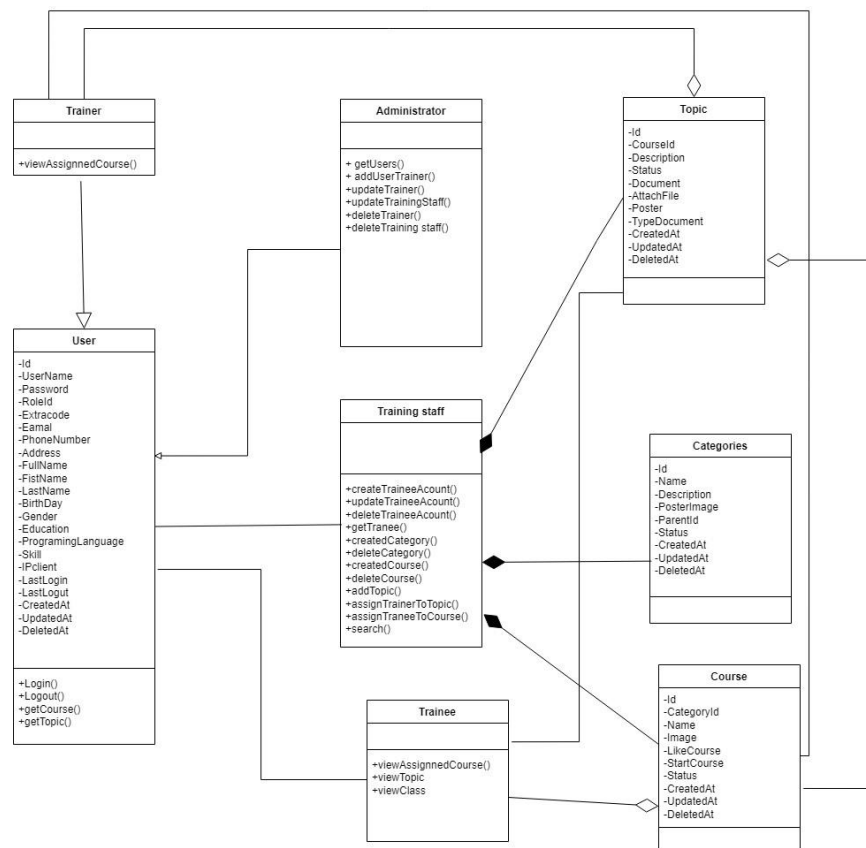 Trainer
+viewAssignnedCourse()
Administrator
+ getUsers()
+ addUserTrainer()
+updateTrainer()
+updateTrainingStaff()
+deleteTrainer()
+deleteTraining staff()
Topic
-Id
-CourseId
-Description
-Status
-Document
-AttachFile
-Poster
-TypeDocument
-CreatedAt
-UpdatedAt
-DeletedAt
User
-Id
-UserName
-Password
-RoleId
-Extracode
-Eamal
-PhoneNumber
-Address
-FullName
-FistName
-LastName
-BirthDay
-Gender
-Education
-ProgramingLanguage
-Skill
-IPclient
-LastLogin
-LastLogut
-CreatedAt
-UpdatedAt
-DeletedAt
+Login()
+Logout()
+getCourse()
+getTopic()
Training staff
+createTraineeAcount()
+updateTraineeAcount()
+deleteTraineeAcount()
+getTranee()
+createdCategory()
+deleteCategory()
+createdCourse()
+deleteCourse()
+addTopic()
+assignTrainerToTopic()
+assignTraneeToCourse()
+search()
Categories
-Id
-Name
-Description
-PosterImage
-ParentId
-Status
-CreatedAt
-UpdatedAt
-DeletedAt
Trainee
+viewAssignnedCourse()
+viewTopic
+viewClass
Course
-Id
-CategoryId
-Name
-Image
-LikeCourse
-StartCourse
-Status
-CreatedAt
-UpdatedAt
-DeletedAt